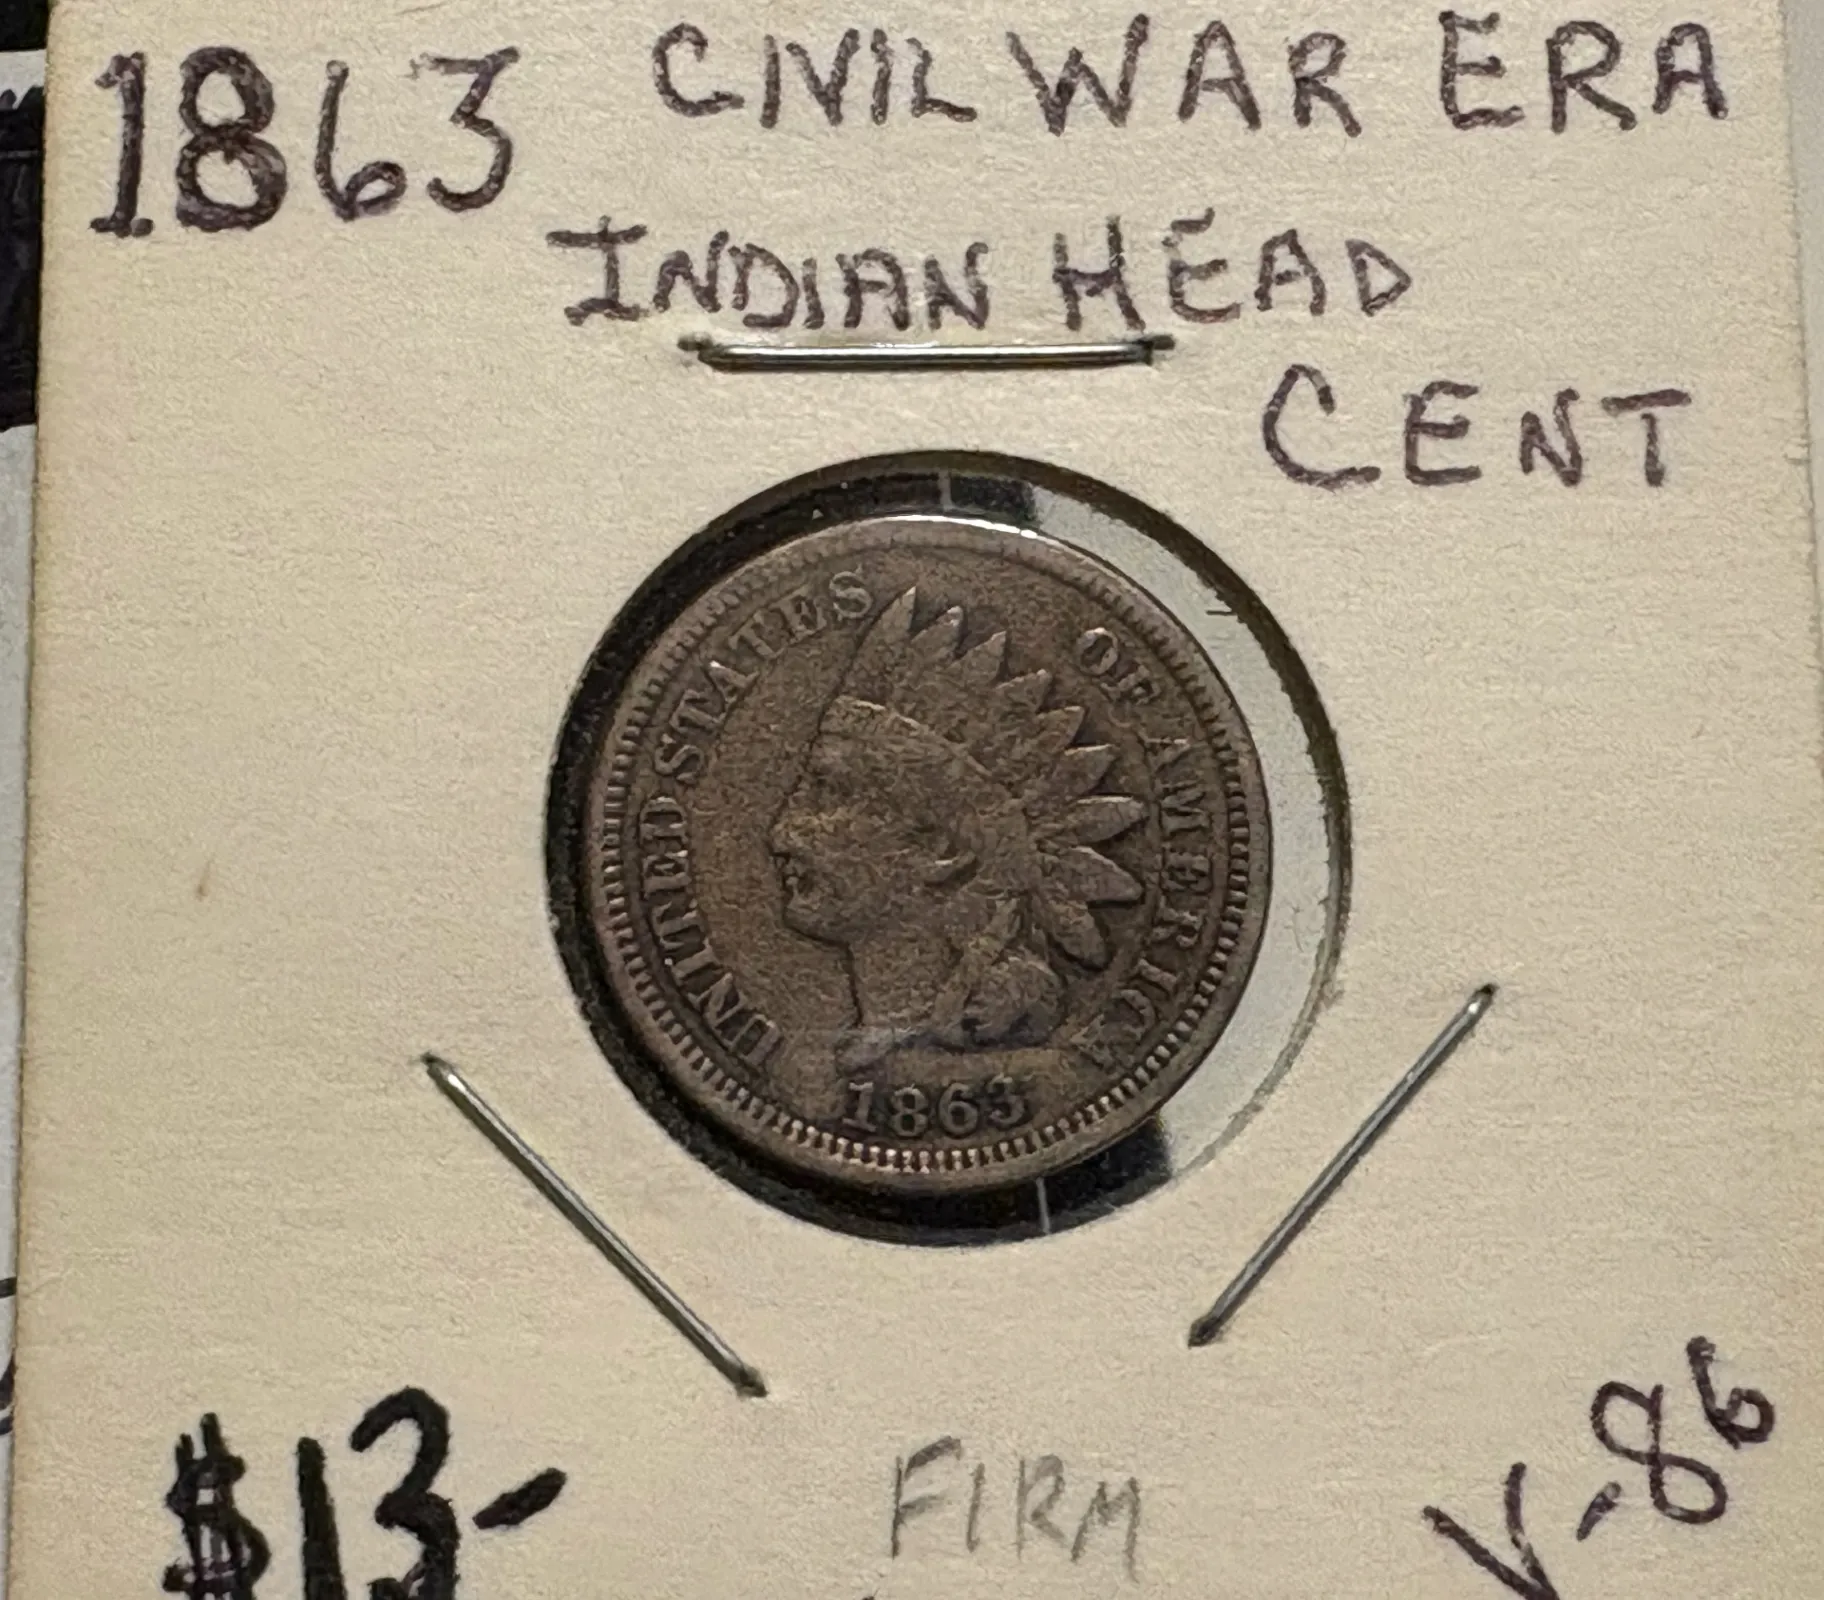 1863 CIVIL WAR ERA
INDIAN HEAD
CENT
UNITED STATES OF AMERICA
1863
$13-
FIRM
V-86